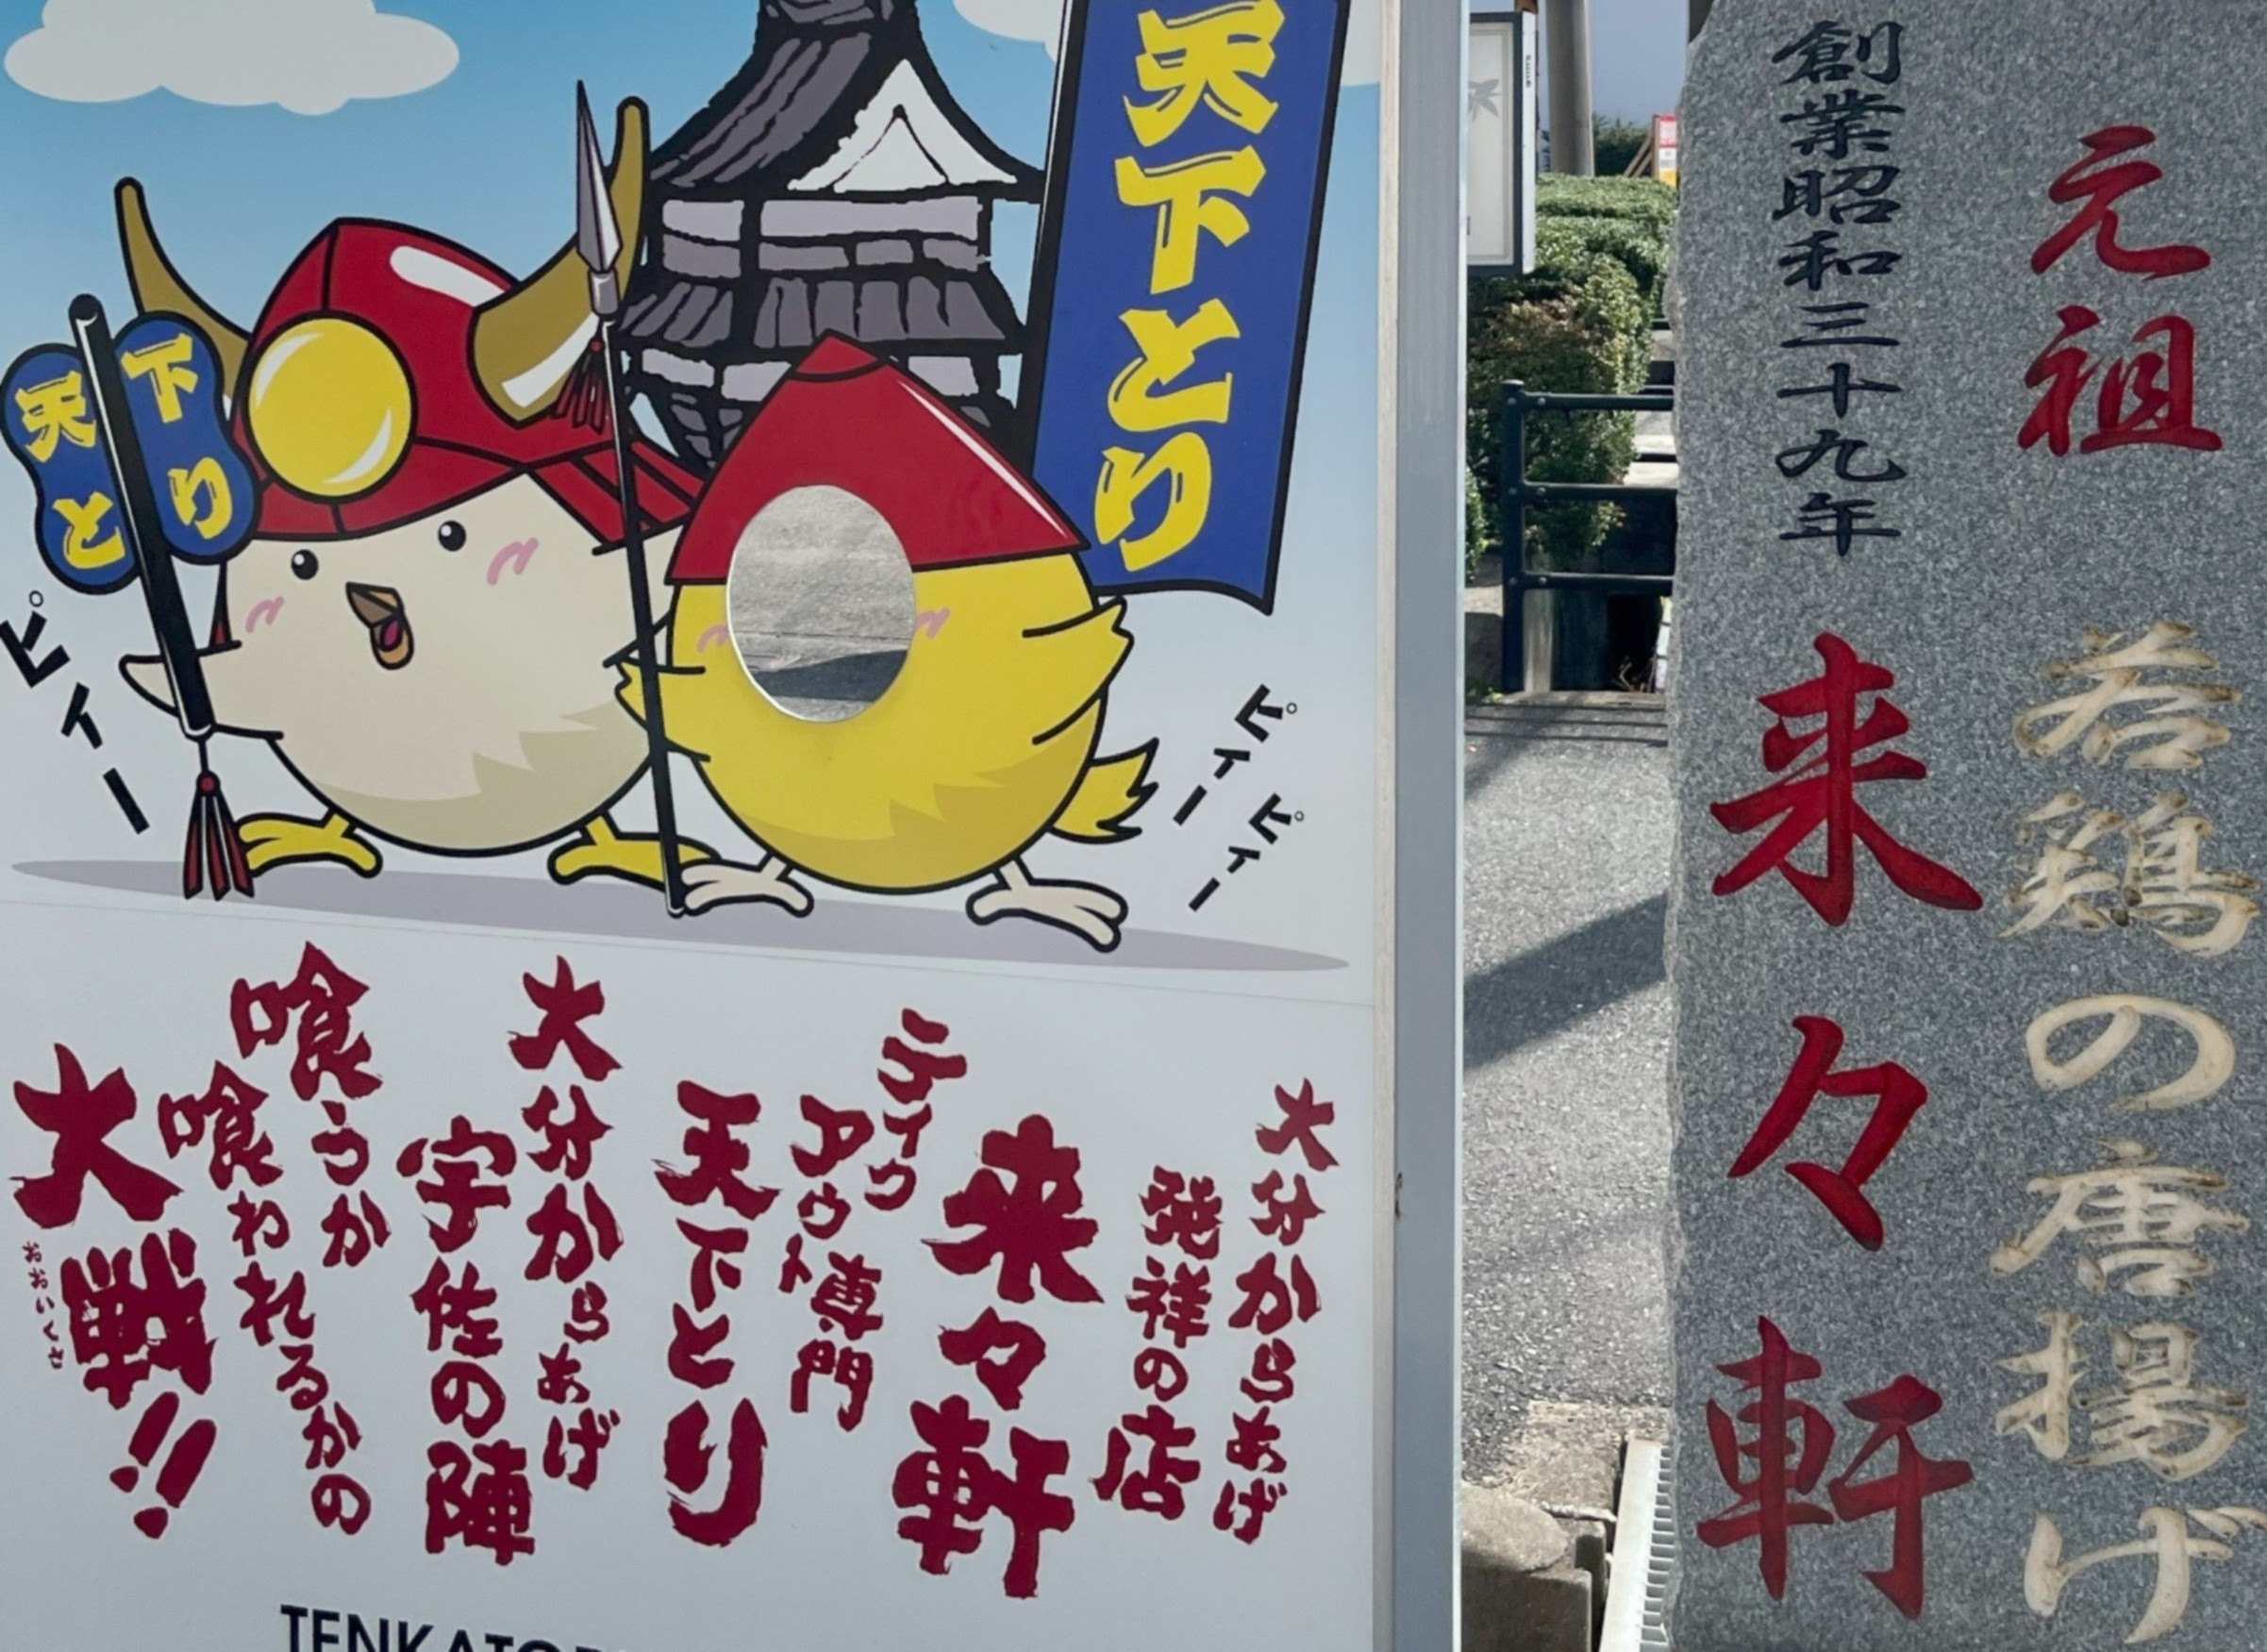 天下とり
天下
とり
ピィー
ピィー
ピィー
大分からあげ
発祥の店
来々軒
テイク
アウト専門
天下とり
大分からあげ
宇佐の陣
喰うか
喰われるかの
大戦!!
おおいくさ
元祖
若鶏の唐揚げ
創業昭和三十九年
来々軒